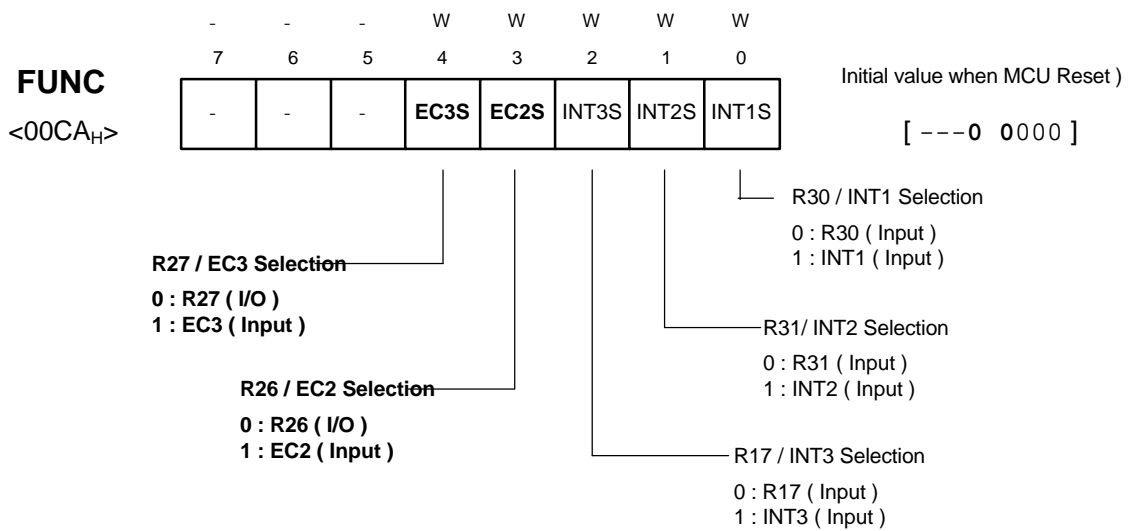 - - - W W W W W
7 6 5 4 3 2 1 0
FUNC
<00CAH>
- - - EC3S EC2S INT3S INT2S INT1S
Initial value when MCU Reset )
[ ---0 0000 ]
R30 / INT1 Selection
0 : R30 ( Input )
1 : INT1 ( Input )
R27 / EC3 Selection
0 : R27 ( I/O )
1 : EC3 ( Input )
R31/ INT2 Selection
0 : R31 ( Input )
1 : INT2 ( Input )
R26 / EC2 Selection
0 : R26 ( I/O )
1 : EC2 ( Input )
R17 / INT3 Selection
0 : R17 ( Input )
1 : INT3 ( Input )